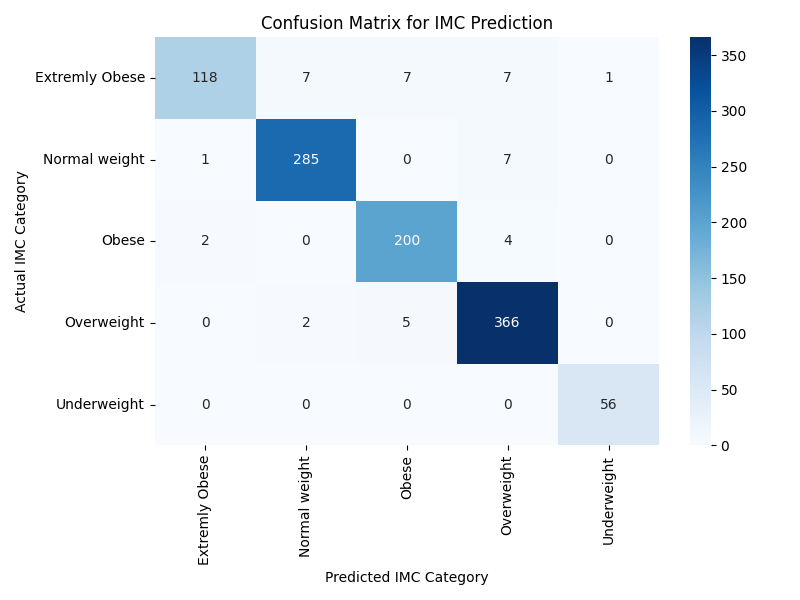 Confusion Matrix for IMC Prediction
Actual IMC Category
Extremly Obese 118 7 7 7 1
Normal weight 1 285 0 7 0
Obese 2 0 200 4 0
Overweight 0 2 5 366 0
Underweight 0 0 0 0 56
Extremly Obese
Normal weight
Obese
Overweight
Underweight
Predicted IMC Category
350
300
250
200
150
100
50
0